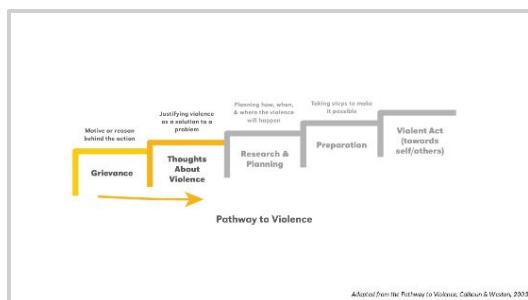 Motive or reason
behind the action
Grievance
Justifying violence
as a solution to a
problem
Thoughts
About
Violence
Planning how, when,
& where the violence
will happen
Research &
Planning
Taking steps to make
it possible
Preparation
Violent Act
(towards
self/others)
Pathway to Violence
Adapted from the Pathway to Violence, Calhoun & Weston, 2003